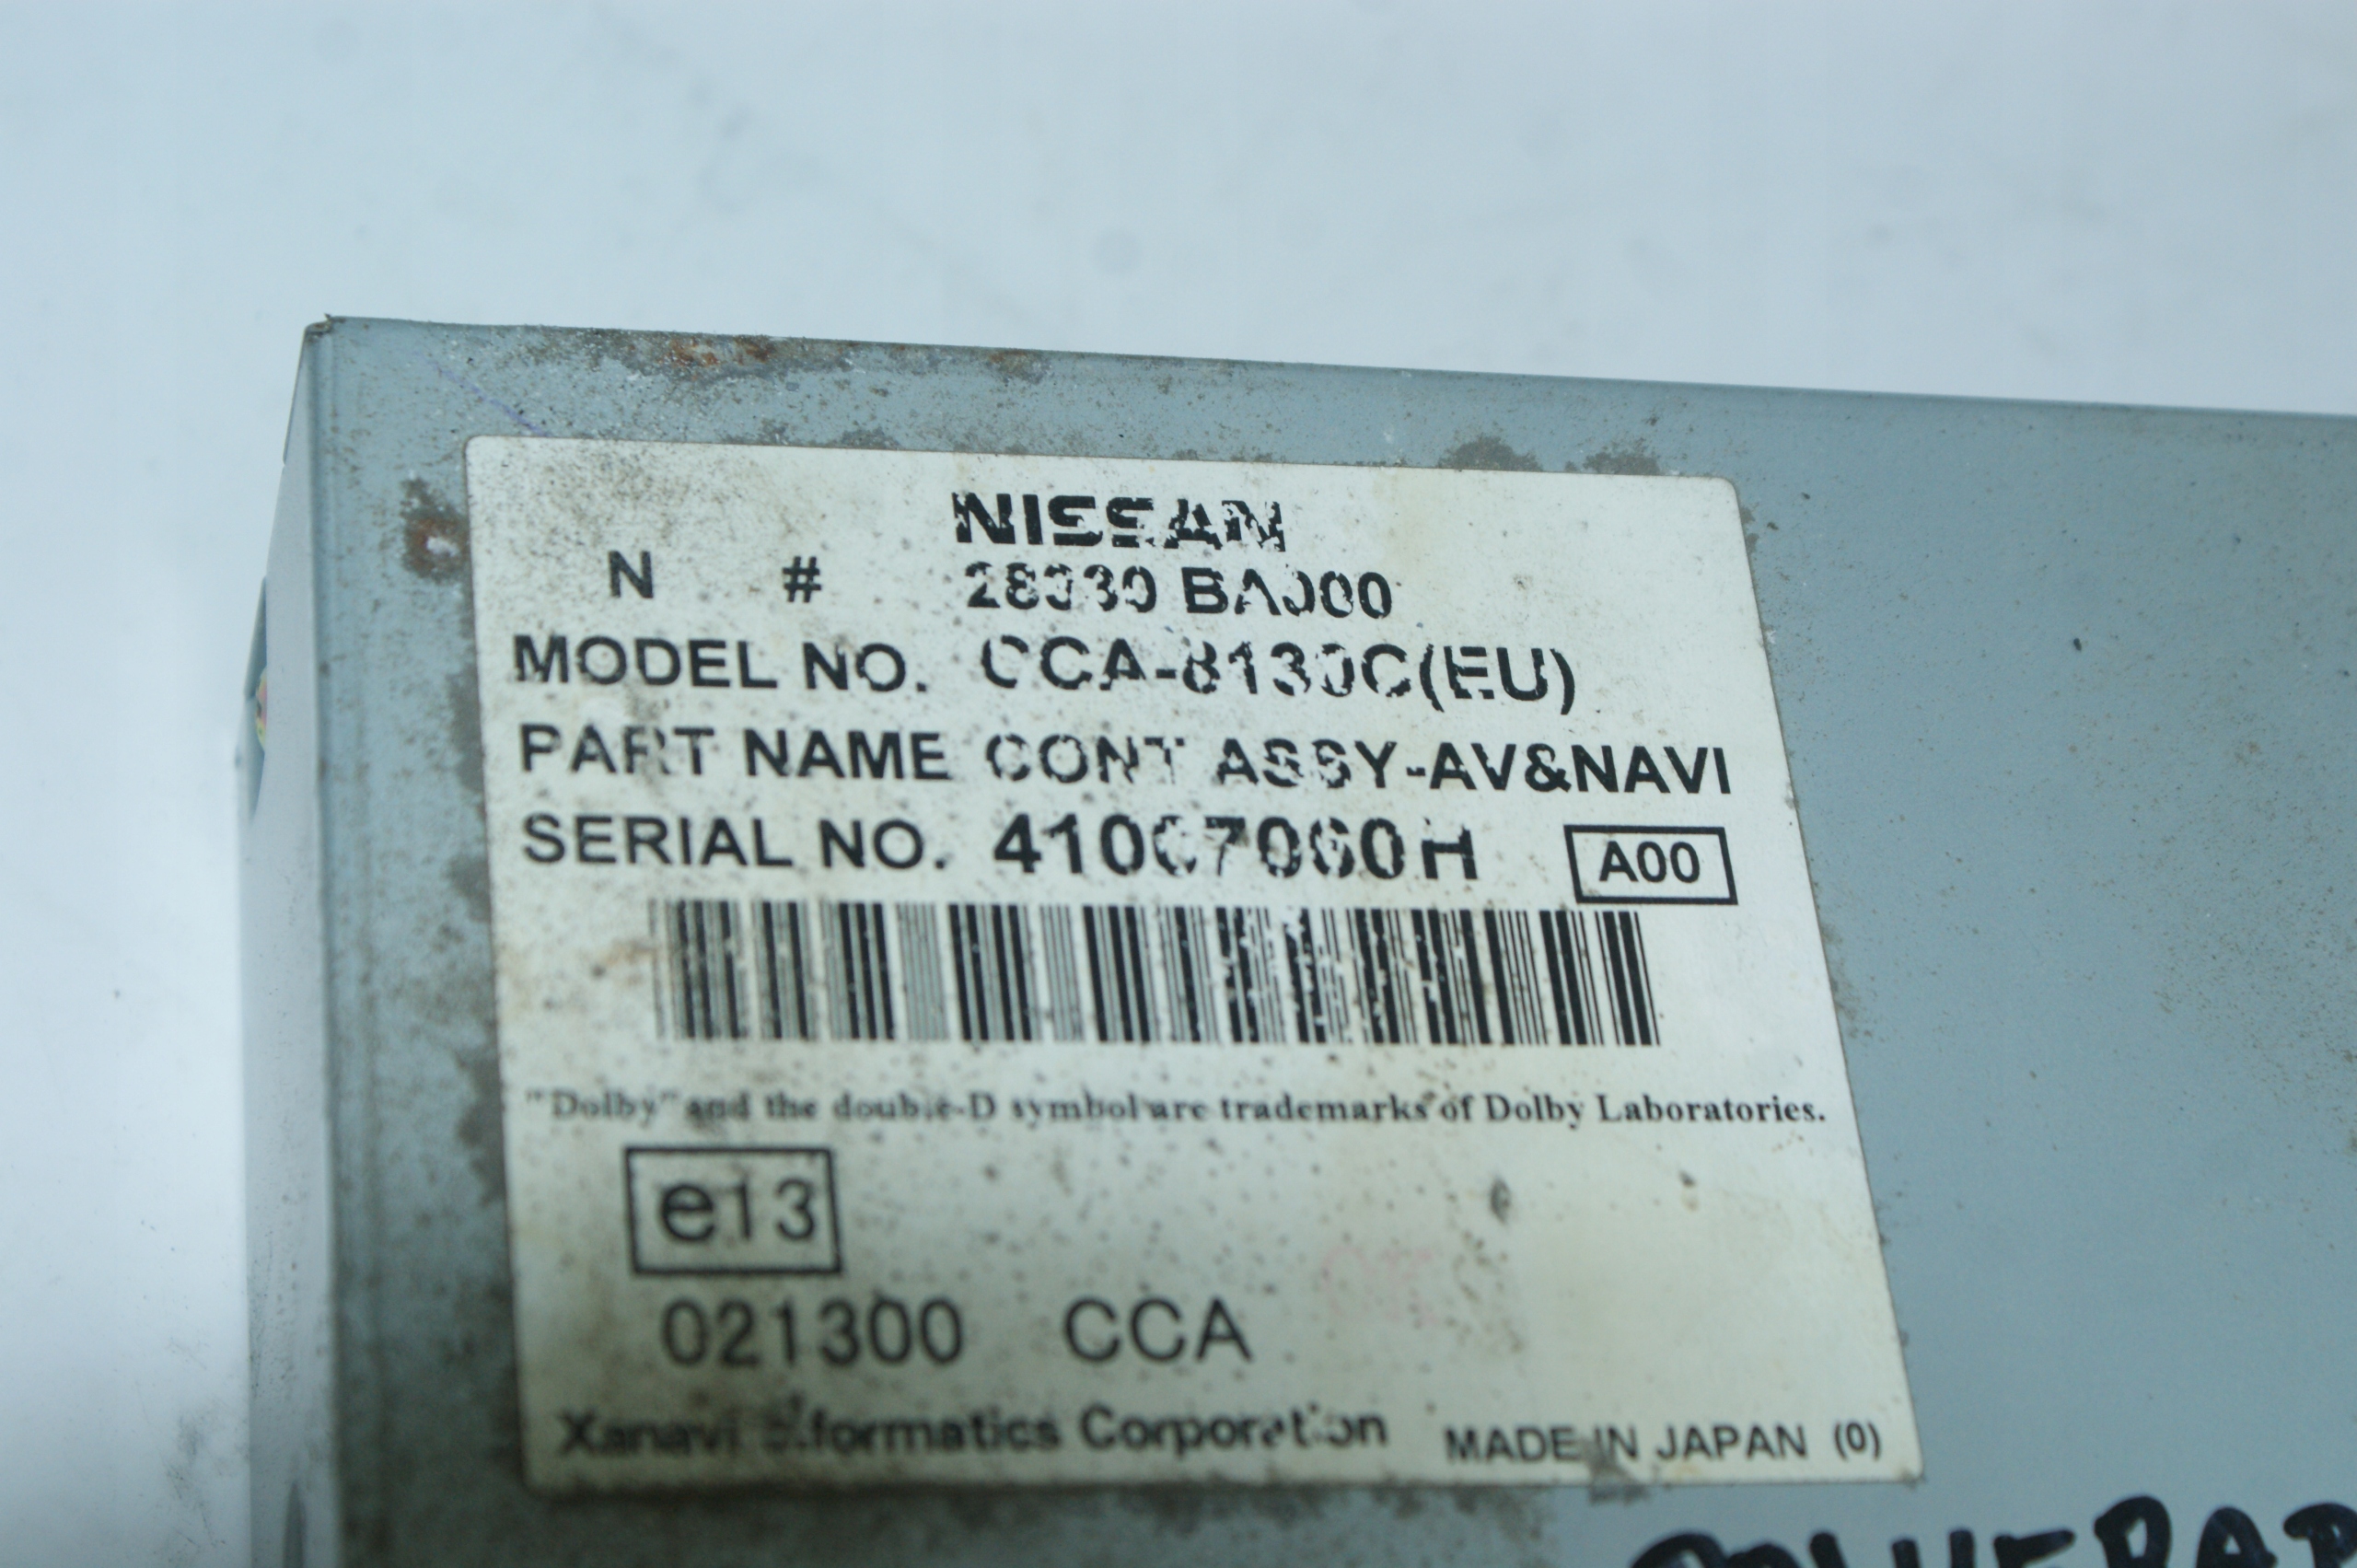 NISSAN
N # 28330 BA000
MODEL NO. CCA-8130C(EU)
PART NAME CONT ASSY-AV&NAVI
SERIAL NO. 41007060H A00
"Dolby" and the double-D symbol are trademarks of Dolby Laboratories.
e13
021300 CCA
Xanavi Informatics Corporation MADE IN JAPAN (0)